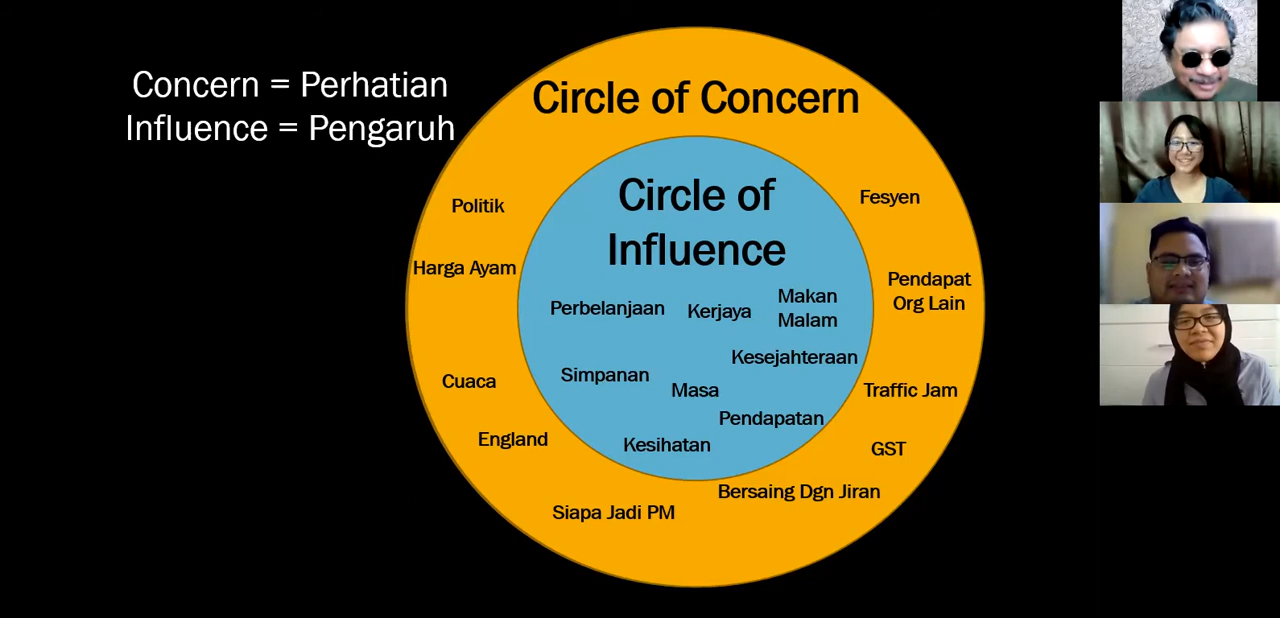 Concern = Perhatian
Influence = Pengaruh
Circle of Concern
Circle of
Influence
Politik
Harga Ayam
Cuaca
England
Siapa Jadi PM
Bersaing Dgn Jiran
GST
Traffic Jam
Pendapat
Org Lain
Fesyen
Perbelanjaan
Kerjaya
Makan
Malam
Kesejahteraan
Simpanan
Masa
Pendapatan
Kesihatan